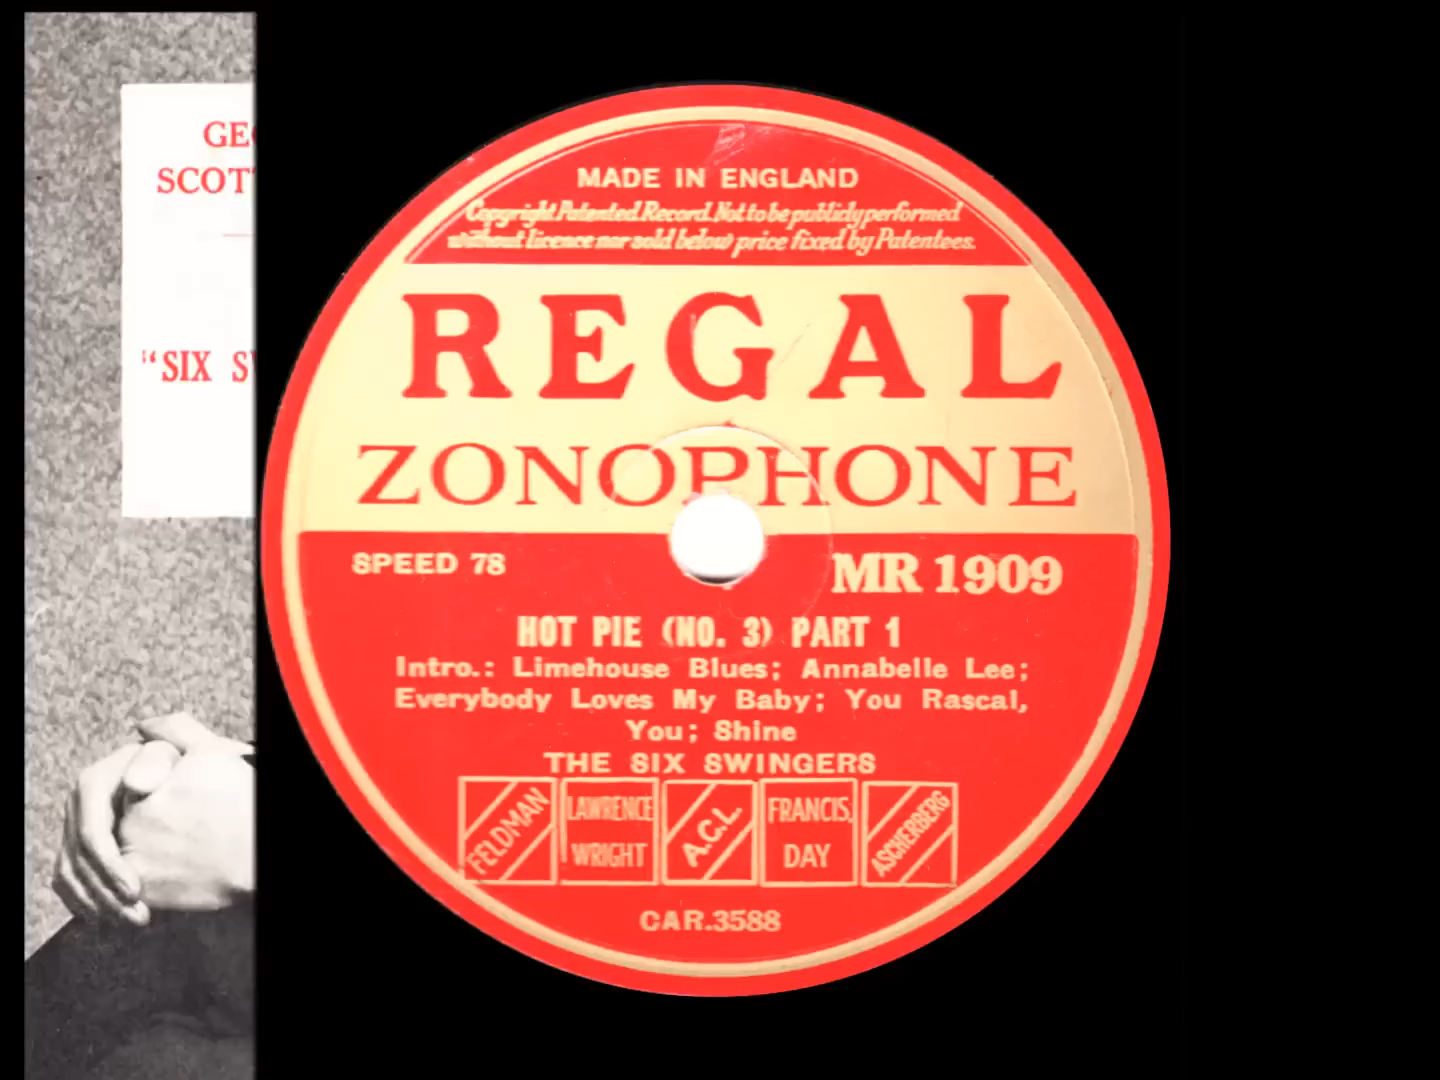 GEO
SCOTT
"SIX SW
MADE IN ENGLAND
Copyright Patented Record. Not to be publicly performed
without licence nor sold below price fixed by Patentees.
REGAL
ZONOPHONE
SPEED 78
MR 1909
HOT PIE (NO. 3) PART 1
Intro.: Limehouse Blues; Annabelle Lee;
Everybody Loves My Baby; You Rascal,
You; Shine
THE SIX SWINGERS
FELDMAN
LAWRENCE
WRIGHT
A.C.L.
FRANCIS,
DAY
ASCHERBERG
CAR.3588